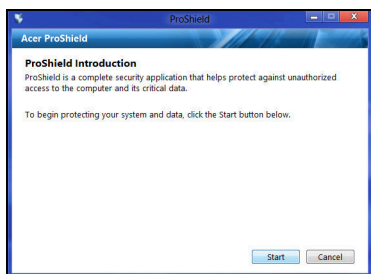 ProShield
Acer ProShield
ProShield Introduction
ProShield is a complete security application that helps protect against unauthorized
access to the computer and its critical data.
To begin protecting your system and data, click the Start button below.
Start Cancel